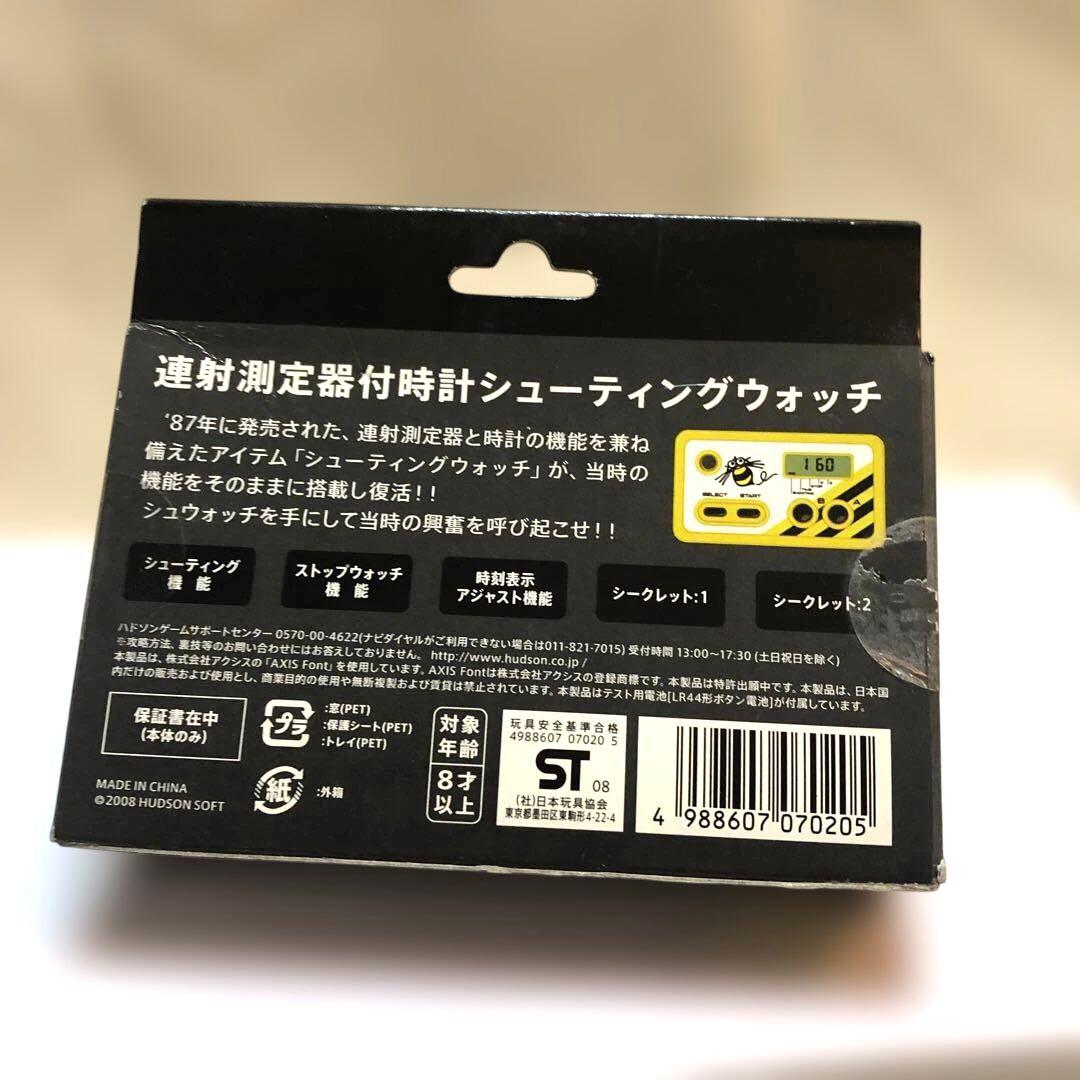 連射測定器付時計シューティングウォッチ
‘87年に発売された、連射測定器と時計の機能を兼ね
備えたアイテム「シューティングウォッチ」が、当時の
機能をそのままに搭載し復活!!
シュウォッチを手にして当時の興奮を呼び起こせ!!
160
SELECT START
B A
シューティング
機 能
ストップウォッチ
機 能
時刻表示
アジャスト機能
シークレット:1
シークレット:2
ハドソンゲームサポートセンター 0570-00-4622(ナビダイヤルがご利用できない場合は011-821-7015) 受付時間 13:00~17:30 (土日祝日を除く)
を攻略方法、裏技等のお問い合わせにはお答えしておりません。 http://www.hudson.co.jp /
本製品は、株式会社アクシスの「AXIS Font」を使用しています。AXIS Fontは株式会社アクシスの登録商標です。本製品は特許出願中です。本製品は、日本国
内だけの販売および使用とし、商業目的の使用や無断複製および賃貸は禁止されています。本製品はテスト用電池[LR44形ボタン電池]が付属しています。
保証書在中
(本体のみ)
MADE IN CHINA
©2008 HUDSON SOFT
プラ
:窓(PET)
:保護シート(PET)
:トレイ(PET)
紙
:外箱
対象
年齢
8才
以上
玩具安全基準合格
4988607 07020 5
ST 08
(社)日本玩具協会
東京都墨田区東駒形4-22-4
4 988607 070205